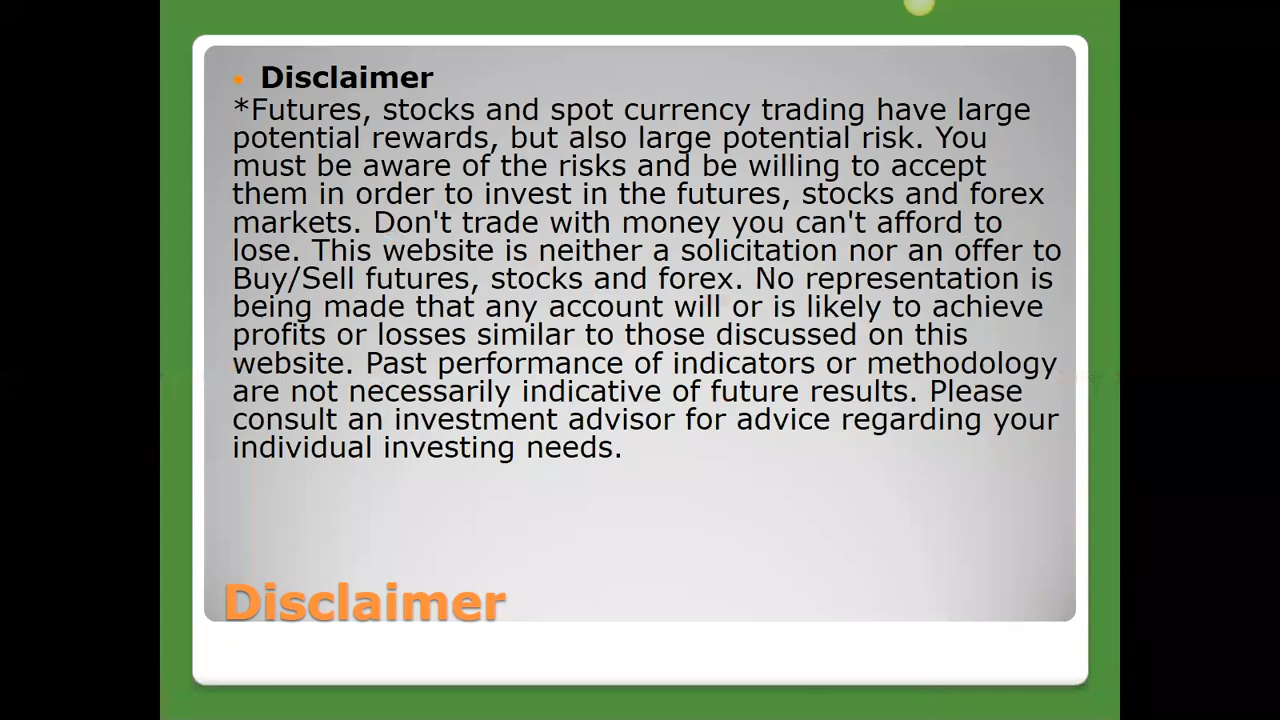 • Disclaimer
*Futures, stocks and spot currency trading have large
potential rewards, but also large potential risk. You
must be aware of the risks and be willing to accept
them in order to invest in the futures, stocks and forex
markets. Don't trade with money you can't afford to
lose. This website is neither a solicitation nor an offer to
Buy/Sell futures, stocks and forex. No representation is
being made that any account will or is likely to achieve
profits or losses similar to those discussed on this
website. Past performance of indicators or methodology
are not necessarily indicative of future results. Please
consult an investment advisor for advice regarding your
individual investing needs.
Disclaimer